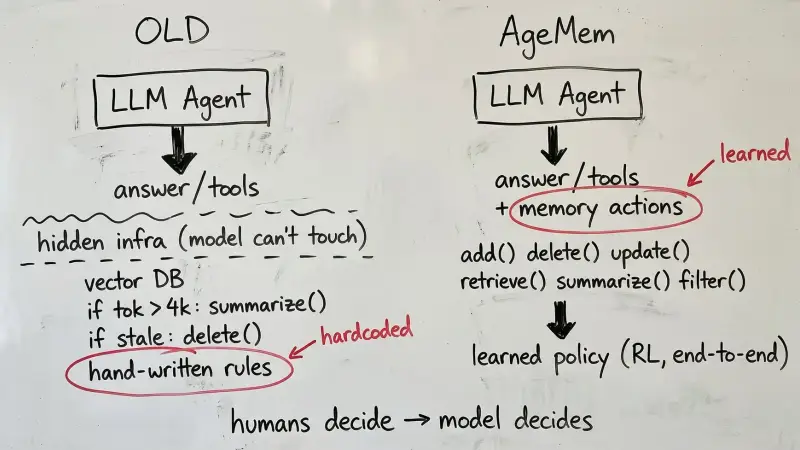 OLD
LLM Agent
answer/tools
hidden infra (model can't touch)
vector DB
if tok > 4k: summarize()
if stale: delete()
hand-written rules
hardcoded
AgeMem
LLM Agent
learned
answer/tools
+ memory actions
add() delete() update()
retrieve() summarize() filter()
learned policy (RL, end-to-end)
humans decide → model decides